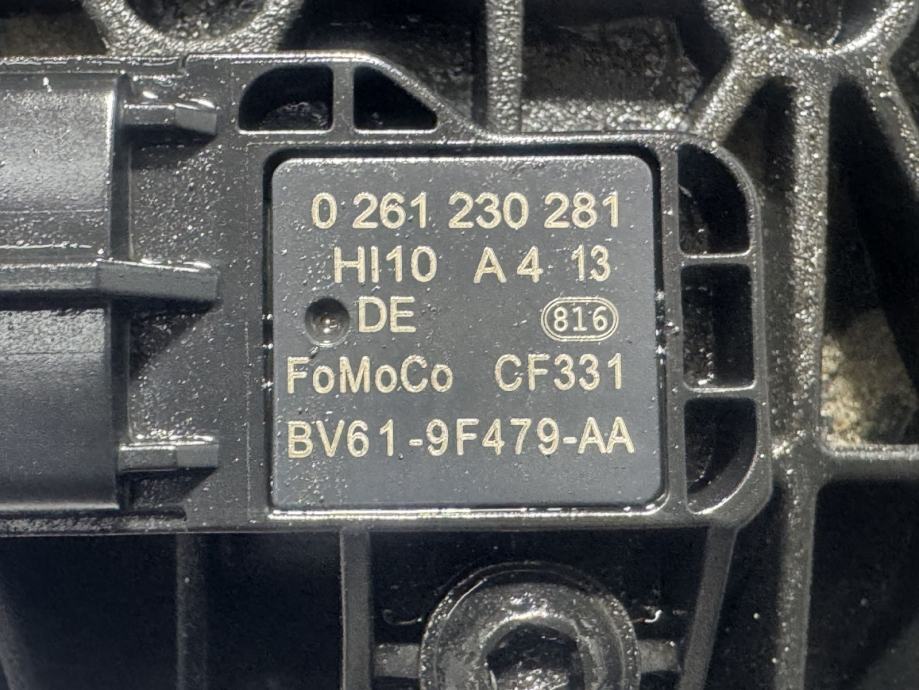 0 261 230 281
HI10 A 4 13
DE 816
FoMoCo CF331
BV61-9F479-AA